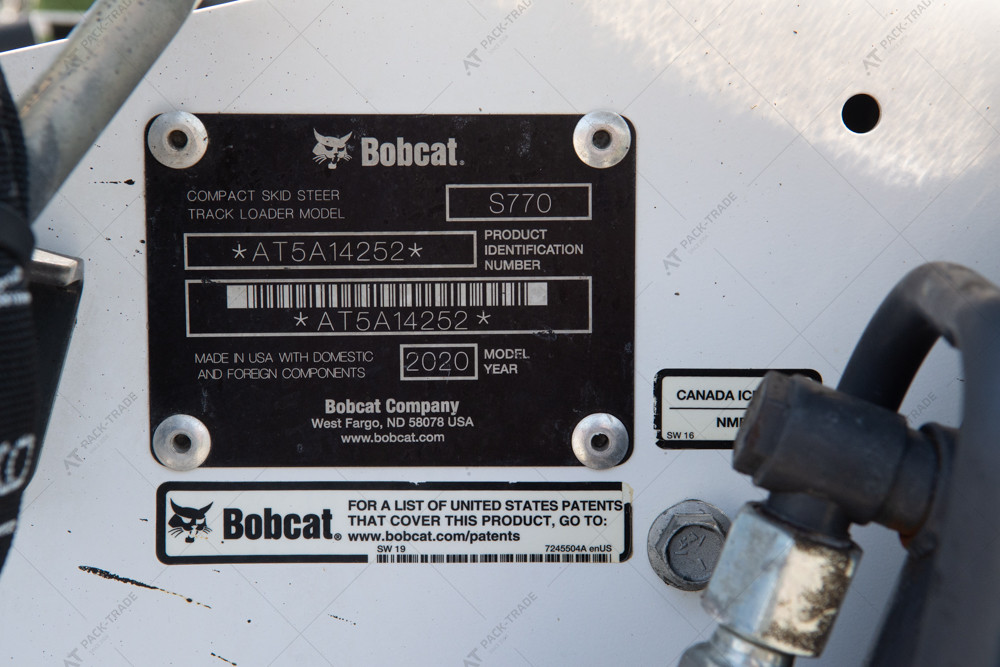 Bobcat.
COMPACT SKID STEER
TRACK LOADER MODEL
S770
*AT5A14252*
PRODUCT
IDENTIFICATION
NUMBER
*AT5A14252*
MADE IN USA WITH DOMESTIC
AND FOREIGN COMPONENTS
2020
MODEL
YEAR
Bobcat Company
West Fargo, ND 58078 USA
www.bobcat.com
CANADA
SW 16
Bobcat.
FOR A LIST OF UNITED STATES PATENTS
THAT COVER THIS PRODUCT, GO TO:
www.bobcat.com/patents
SW 19
7245504A enUS
AT PACK-TRADE